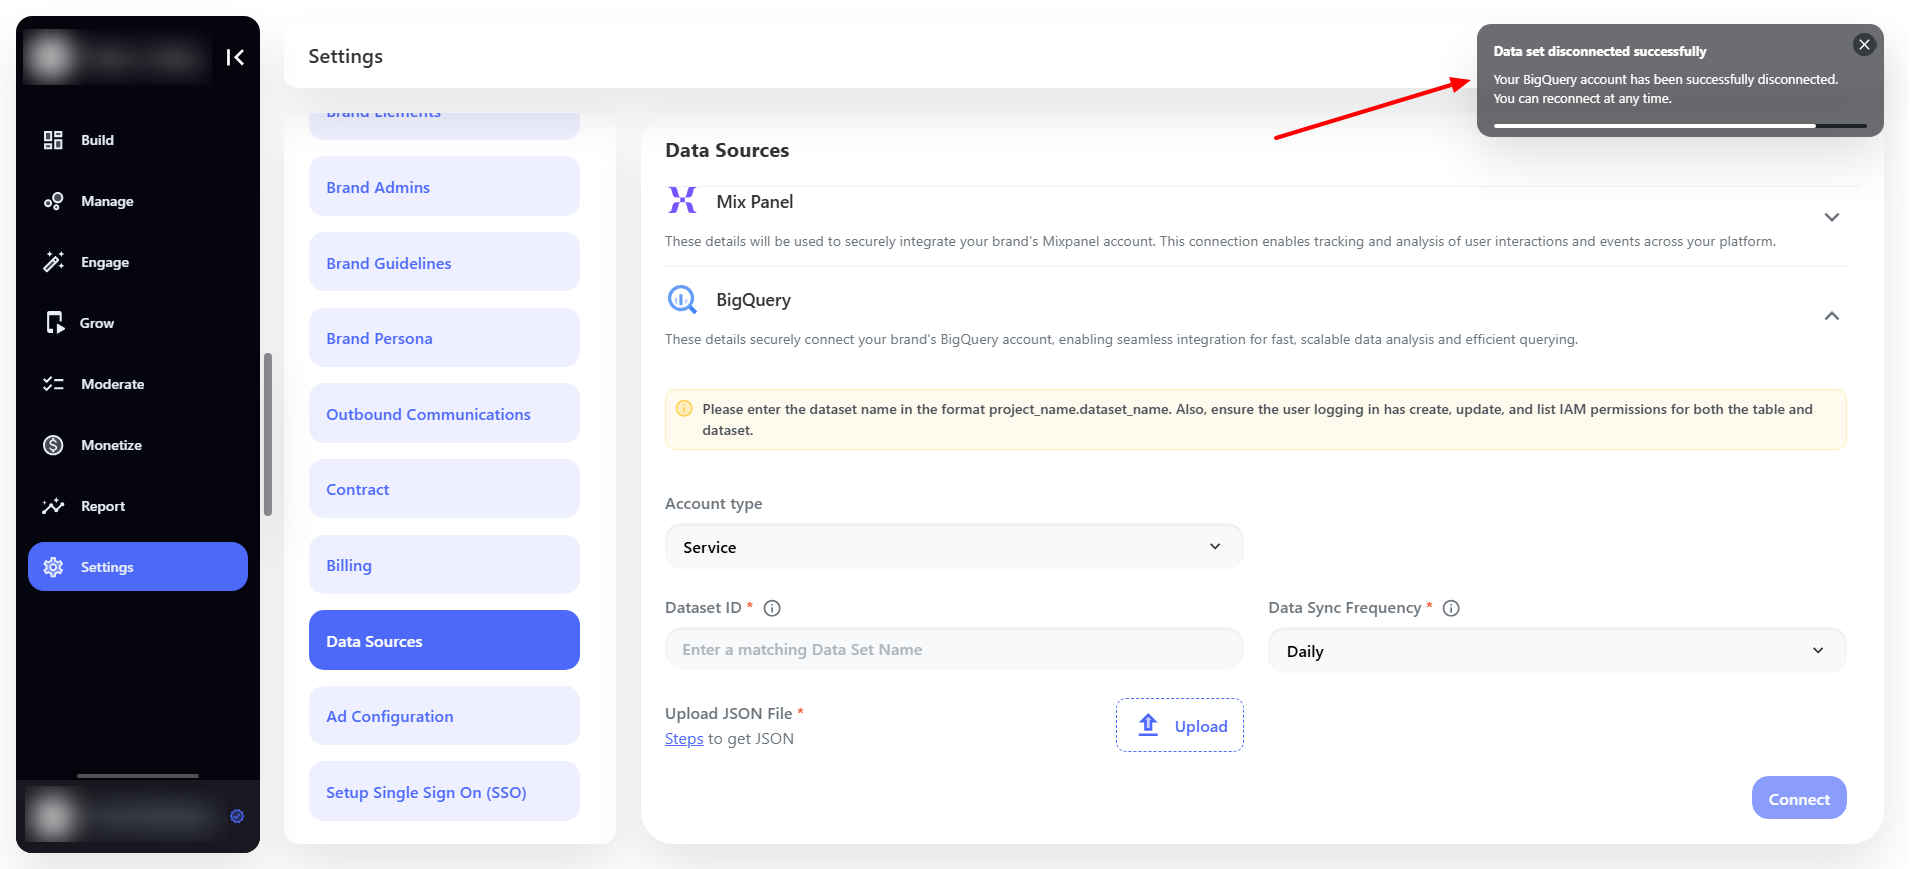 Build
Manage
Engage
Grow
Moderate
Monetize
Report
Settings
Settings
Brand Elements
Brand Admins
Brand Guidelines
Brand Persona
Outbound Communications
Contract
Billing
Data Sources
Ad Configuration
Setup Single Sign On (SSO)
Data set disconnected successfully
Your BigQuery account has been successfully disconnected.
You can reconnect at any time.
Data Sources
Mix Panel
These details will be used to securely integrate your brand's Mixpanel account. This connection enables tracking and analysis of user interactions and events across your platform.
BigQuery
These details securely connect your brand's BigQuery account, enabling seamless integration for fast, scalable data analysis and efficient querying.
Please enter the dataset name in the format project_name.dataset_name. Also, ensure the user logging in has create, update, and list IAM permissions for both the table and
dataset.
Account type
Service
Dataset ID *
Enter a matching Data Set Name
Data Sync Frequency *
Daily
Upload JSON File *
Steps to get JSON
Upload
Connect